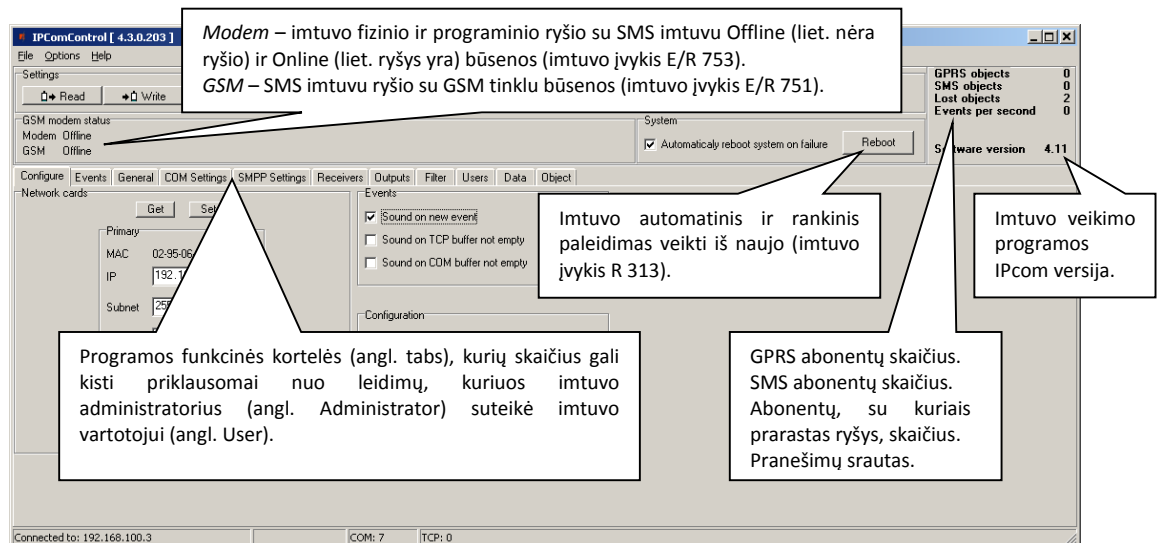 IPComControl [ 4.3.0.203 ]
File Options Help
Modem – imtuvo fizinio ir programinio ryšio su SMS imtuvu Offline (liet. nėra
ryšio) ir Online (liet. ryšys yra) būsenos (imtuvo įvykis E/R 753).
GSM – SMS imtuvu ryšio su GSM tinklu būsenos (imtuvo įvykis E/R 751).
Settings
Read Write
GPRS objects 0
SMS objects 0
Lost objects 2
Events per second 0
Software version 4.11
GSM modem status
Modem Offline
GSM Offline
System
Automaticaly reboot system on failure
Reboot
Configure Events General COM Settings SMPP Settings Receivers Outputs Filter Users Data Object
Network cards
Get
Primary
MAC 02-95-06
IP 192.1
Subnet
Events
Sound on new event
Sound on TCP buffer not empty
Sound on COM buffer not empty
Configuration
Imtuvo automatinis ir rankinis
paleidimas veikti iš naujo (imtuvo
įvykis R 313).
Imtuvo veikimo
programos
IPcom versija.
Programos funkcinės kortelės (angl. tabs), kurių skaičius gali
kisti priklausomai nuo leidimų, kuriuos imtuvo
administratorius (angl. Administrator) suteikė imtuvo
vartotojui (angl. User).
GPRS abonentų skaičius.
SMS abonentų skaičius.
Abonentų, su kuriais
prarastas ryšys, skaičius.
Pranešimų srautas.
Connected to: 192.168.100.3
COM: 7
TCP: 0